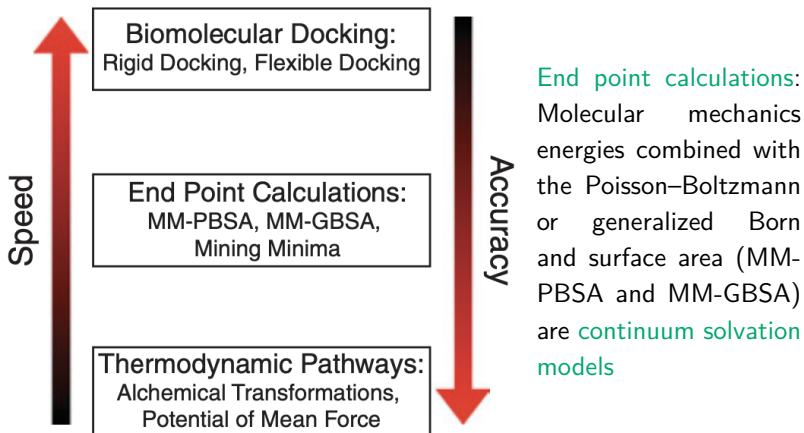 Biomolecular Docking:
Rigid Docking, Flexible Docking
Speed
End Point Calculations:
MM-PBSA, MM-GBSA,
Mining Minima
Accuracy
Thermodynamic Pathways:
Alchemical Transformations,
Potential of Mean Force
End point calculations:
Molecular mechanics
energies combined with
the Poisson–Boltzmann
or generalized Born
and surface area (MM-
PBSA and MM-GBSA)
are continuum solvation
models